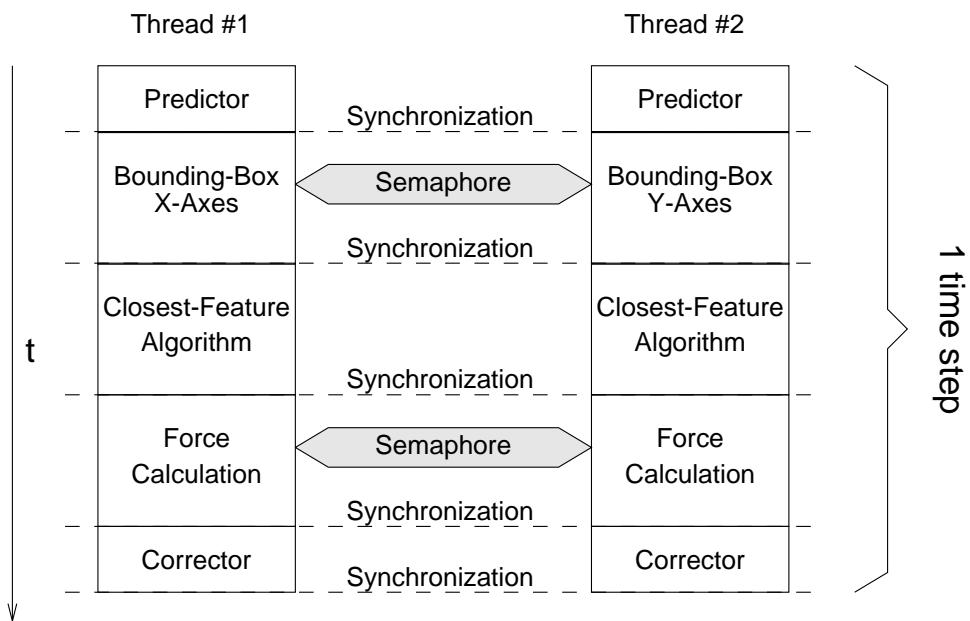 Thread #1
Thread #2
Predictor
Predictor
Synchronization
Bounding-Box
X-Axes
Semaphore
Bounding-Box
Y-Axes
Synchronization
Closest-Feature
Algorithm
Closest-Feature
Algorithm
t
1 time step
Synchronization
Force
Calculation
Semaphore
Force
Calculation
Synchronization
Corrector
Corrector
Synchronization